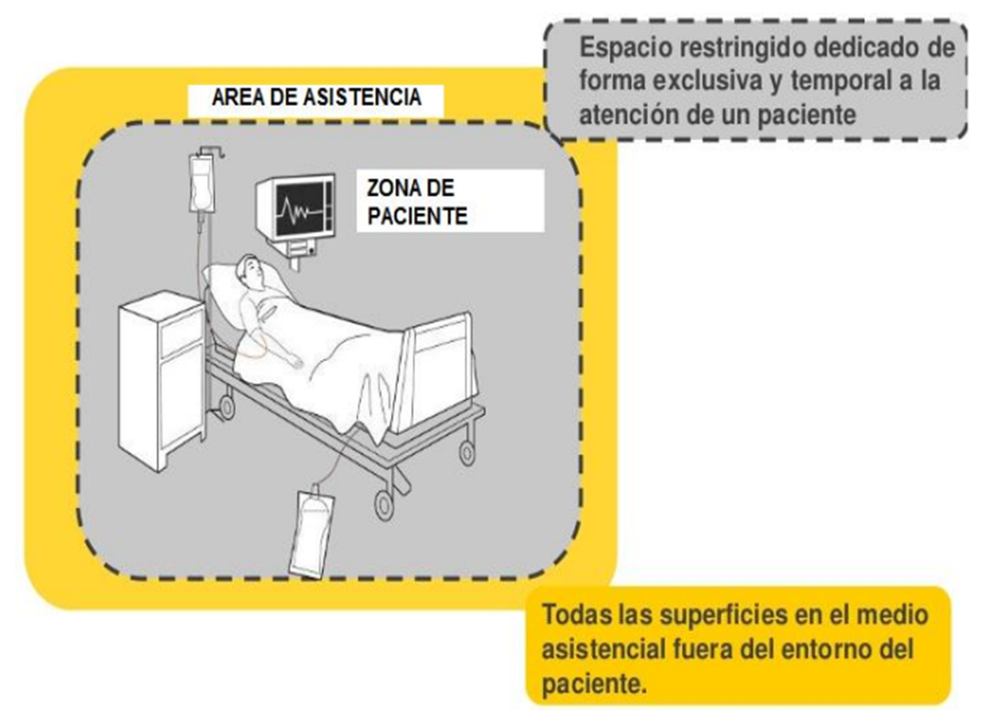 Espacio restringido dedicado de
forma exclusiva y temporal a la
atención de un paciente
AREA DE ASISTENCIA
ZONA DE
PACIENTE
Todas las superficies en el medio
asistencial fuera del entorno del
paciente.